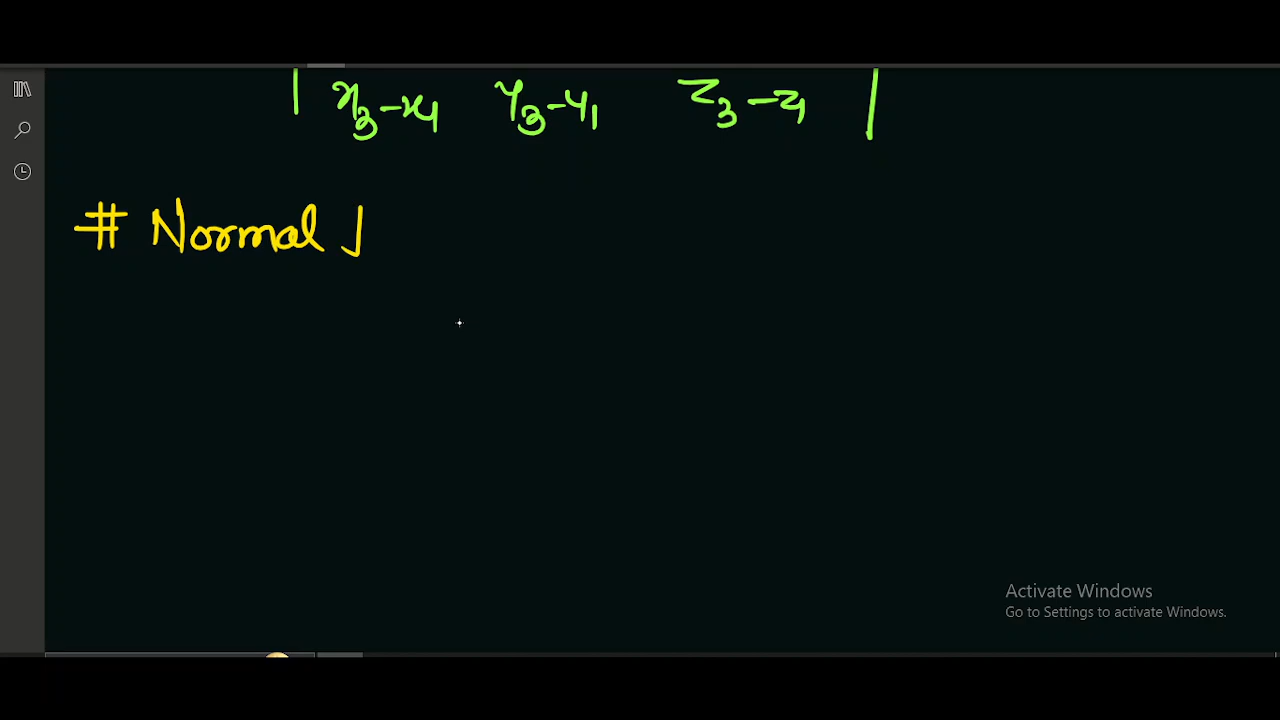 | x₃-x₁ y₃-y₁ z₃-z₁ |
# Normal
Activate Windows
Go to Settings to activate Windows.